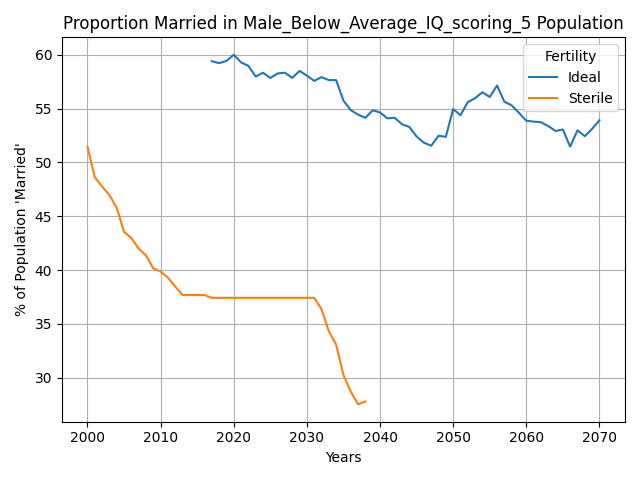 Proportion Married in Male_Below_Average_IQ_scoring_5 Population
% of Population 'Married'
60
55
50
45
40
35
30
Fertility
Ideal
Sterile
2000 2010 2020 2030 2040 2050 2060 2070
Years